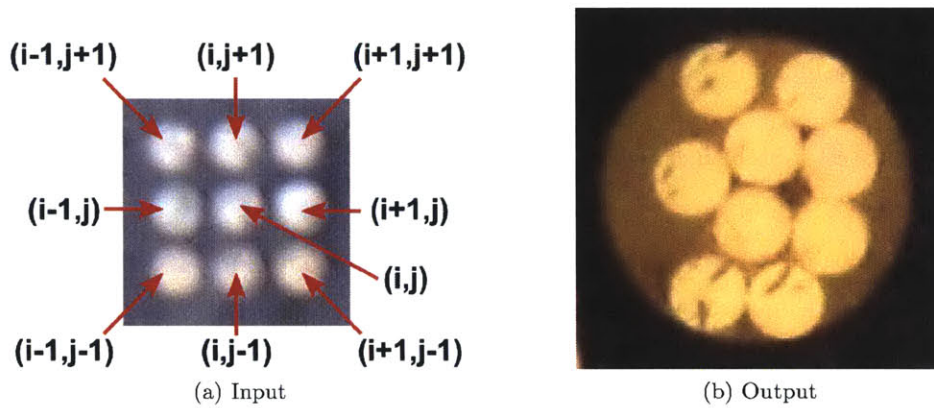 (i-1,j+1) (i,j+1) (i+1,j+1)
(i-1,j) (i+1,j)
(i,j)
(i-1,j-1) (i,j-1) (i+1,j-1)
(a) Input (b) Output